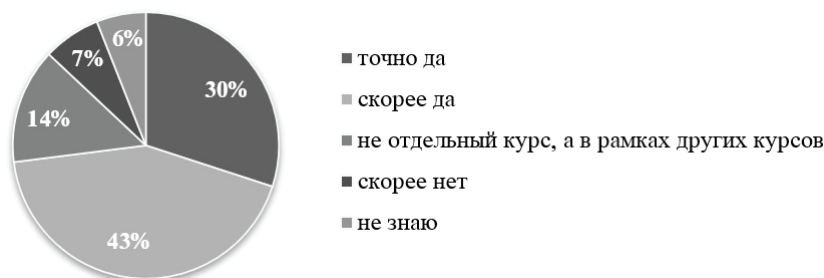 6%
7%
30%
14%
43%
точно да
скорее да
не отдельный курс, а в рамках других курсов
скорее нет
не знаю